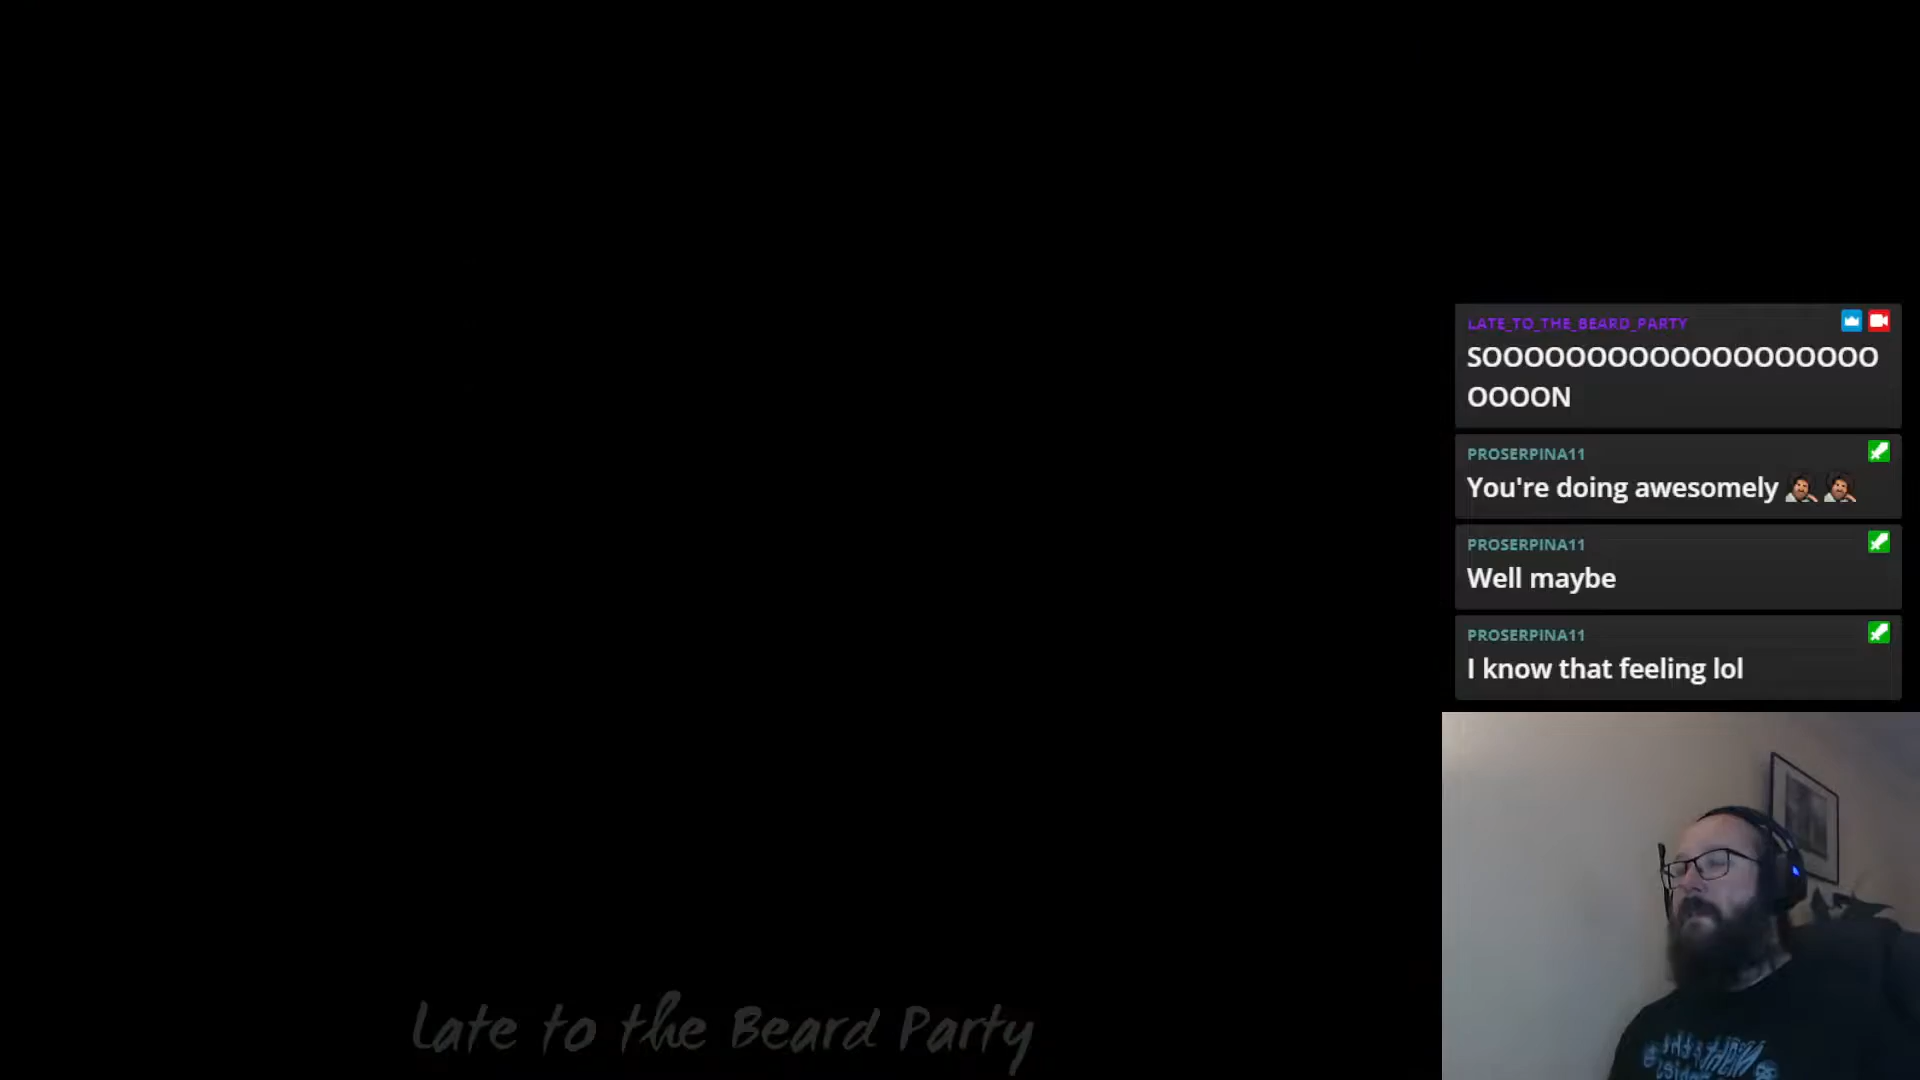 LATE_TO_THE_BEARD_PARTY
SOOOOOOOOOOOOOOOOOOO
OOOON
PROSERPINA11
You're doing awesomely
PROSERPINA11
Well maybe
PROSERPINA11
I know that feeling lol
Late to the Beard Party